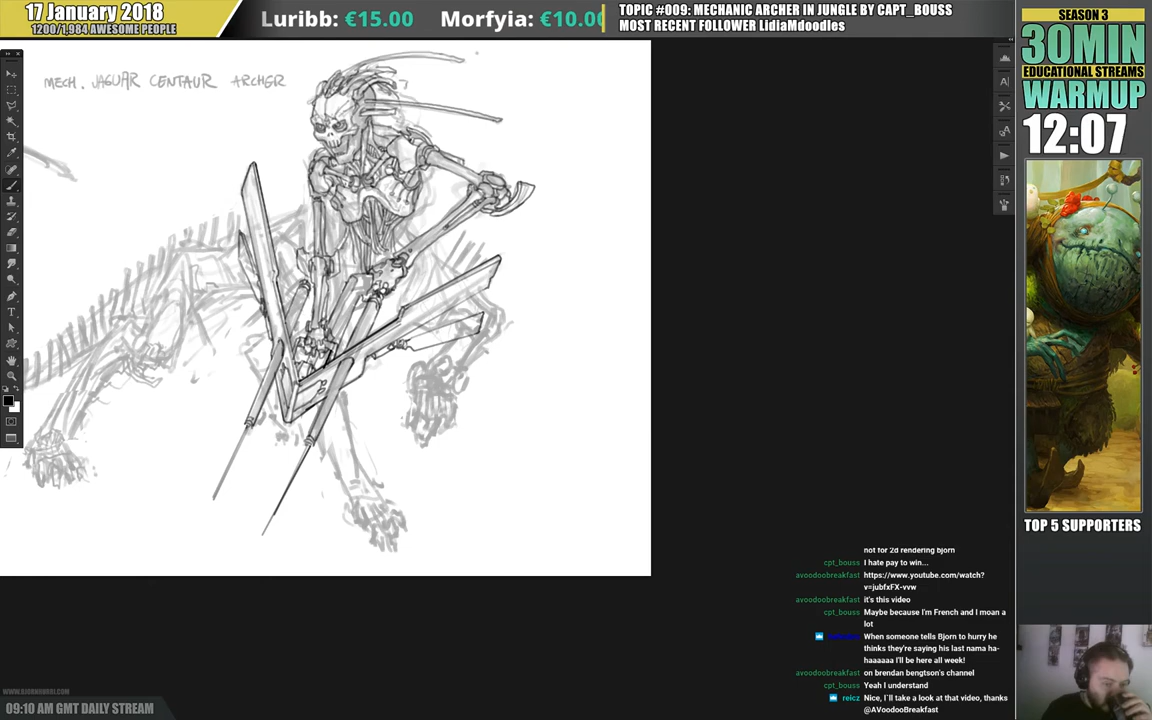 17 January 2018
1200/1,984 AWESOME PEOPLE
Luribb: €15.00 Morfyia: €10.00
TOPIC #009: MECHANIC ARCHER IN JUNGLE BY CAPT_BOUSS
MOST RECENT FOLLOWER LidiaMdoodles
SEASON 3
30MIN
EDUCATIONAL STREAMS
WARMUP
12:07
MECH. JAGUAR CENTAUR ARCHER
TOP 5 SUPPORTERS
not for 2d rendering bjorn
cpt_bouss I hate pay to win...
avoodoobreakfast https://www.youtube.com/watch?
v=jubfxFX-vvw
avoodoobreakfast it's this video
cpt_bouss Maybe because I'm French and I moan a
lot
When someone tells Bjorn to hurry he
thinks they're saying his last nama ha-
haaaaaa I'll be here all week!
avoodoobreakfast on brendan bengtson's channel
cpt_bouss Yeah I understand
reicz Nice, I'll take a look at that video, thanks
@AVoodooBreakfast
WWW.BJORNHURRI.COM
09:10 AM GMT DAILY STREAM